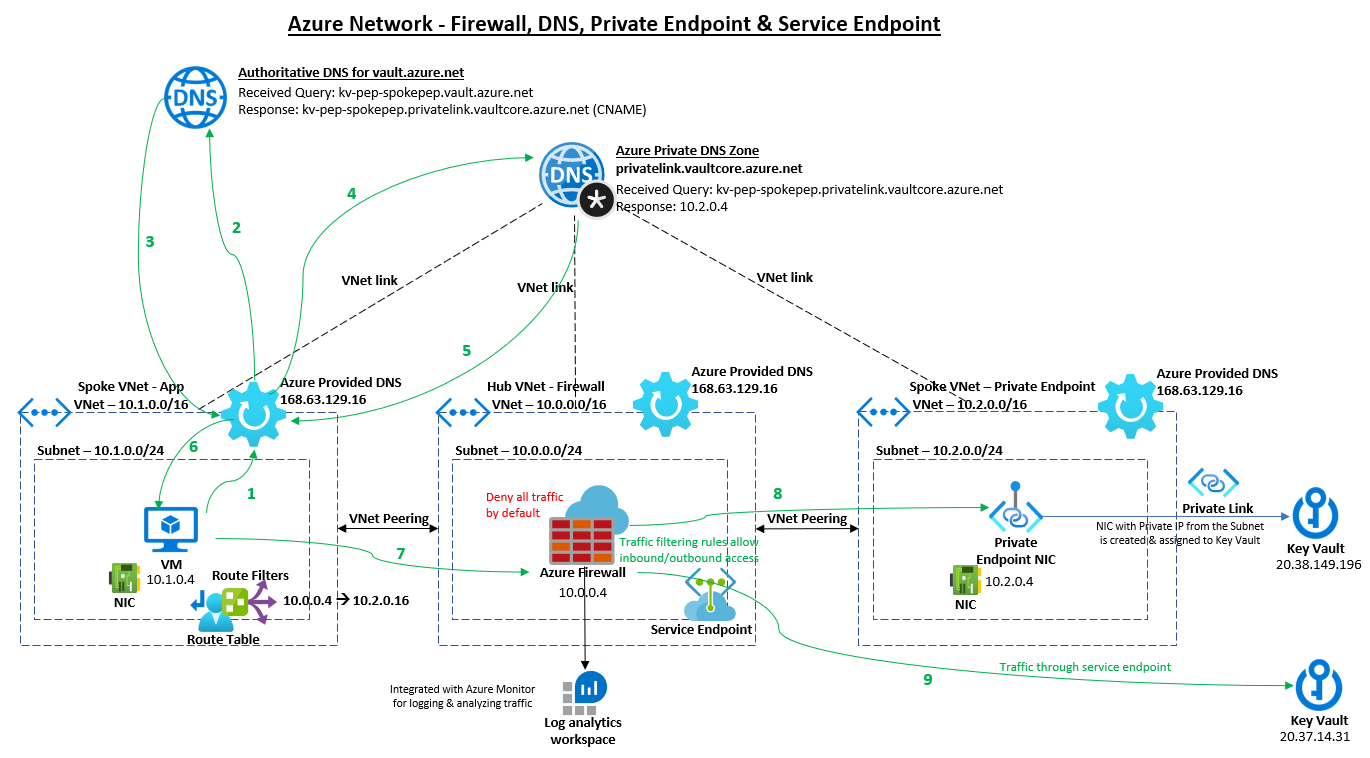 Azure Network - Firewall, DNS, Private Endpoint & Service Endpoint
DNS
Authoritative DNS for vault.azure.net
Received Query: kv-pep-spokepep.vault.azure.net
Response: kv-pep-spokepep.privatelink.vaultcore.azure.net (CNAME)
DNS
*
Azure Private DNS Zone
privatelink.vaultcore.azure.net
Received Query: kv-pep-spokepep.privatelink.vaultcore.azure.net
Response: 10.2.0.4
3
2
4
5
VNet link
VNet link
VNet link
Spoke VNet - App
VNet – 10.1.0.0/16
Azure Provided DNS
168.63.129.16
Subnet – 10.1.0.0/24
6
1
VM
10.1.0.4
NIC
Route Filters
10.0.0.4 → 10.2.0.16
Route Table
7
VNet Peering
Hub VNet - Firewall
VNet – 10.0.0.0/16
Azure Provided DNS
168.63.129.16
Subnet – 10.0.0.0/24
Deny all traffic
by default
8
Traffic filtering rules allow
inbound/outbound access
Azure Firewall
10.0.0.4
Service Endpoint
Integrated with Azure Monitor
for logging & analyzing traffic
Log analytics
workspace
VNet Peering
Spoke VNet – Private Endpoint
VNet – 10.2.0.0/16
Azure Provided DNS
168.63.129.16
Subnet – 10.2.0.0/24
Private
Endpoint NIC
10.2.0.4
NIC
Private Link
NIC with Private IP from the Subnet
is created & assigned to Key Vault
Key Vault
20.38.149.196
Traffic through service endpoint
9
Key Vault
20.37.14.31